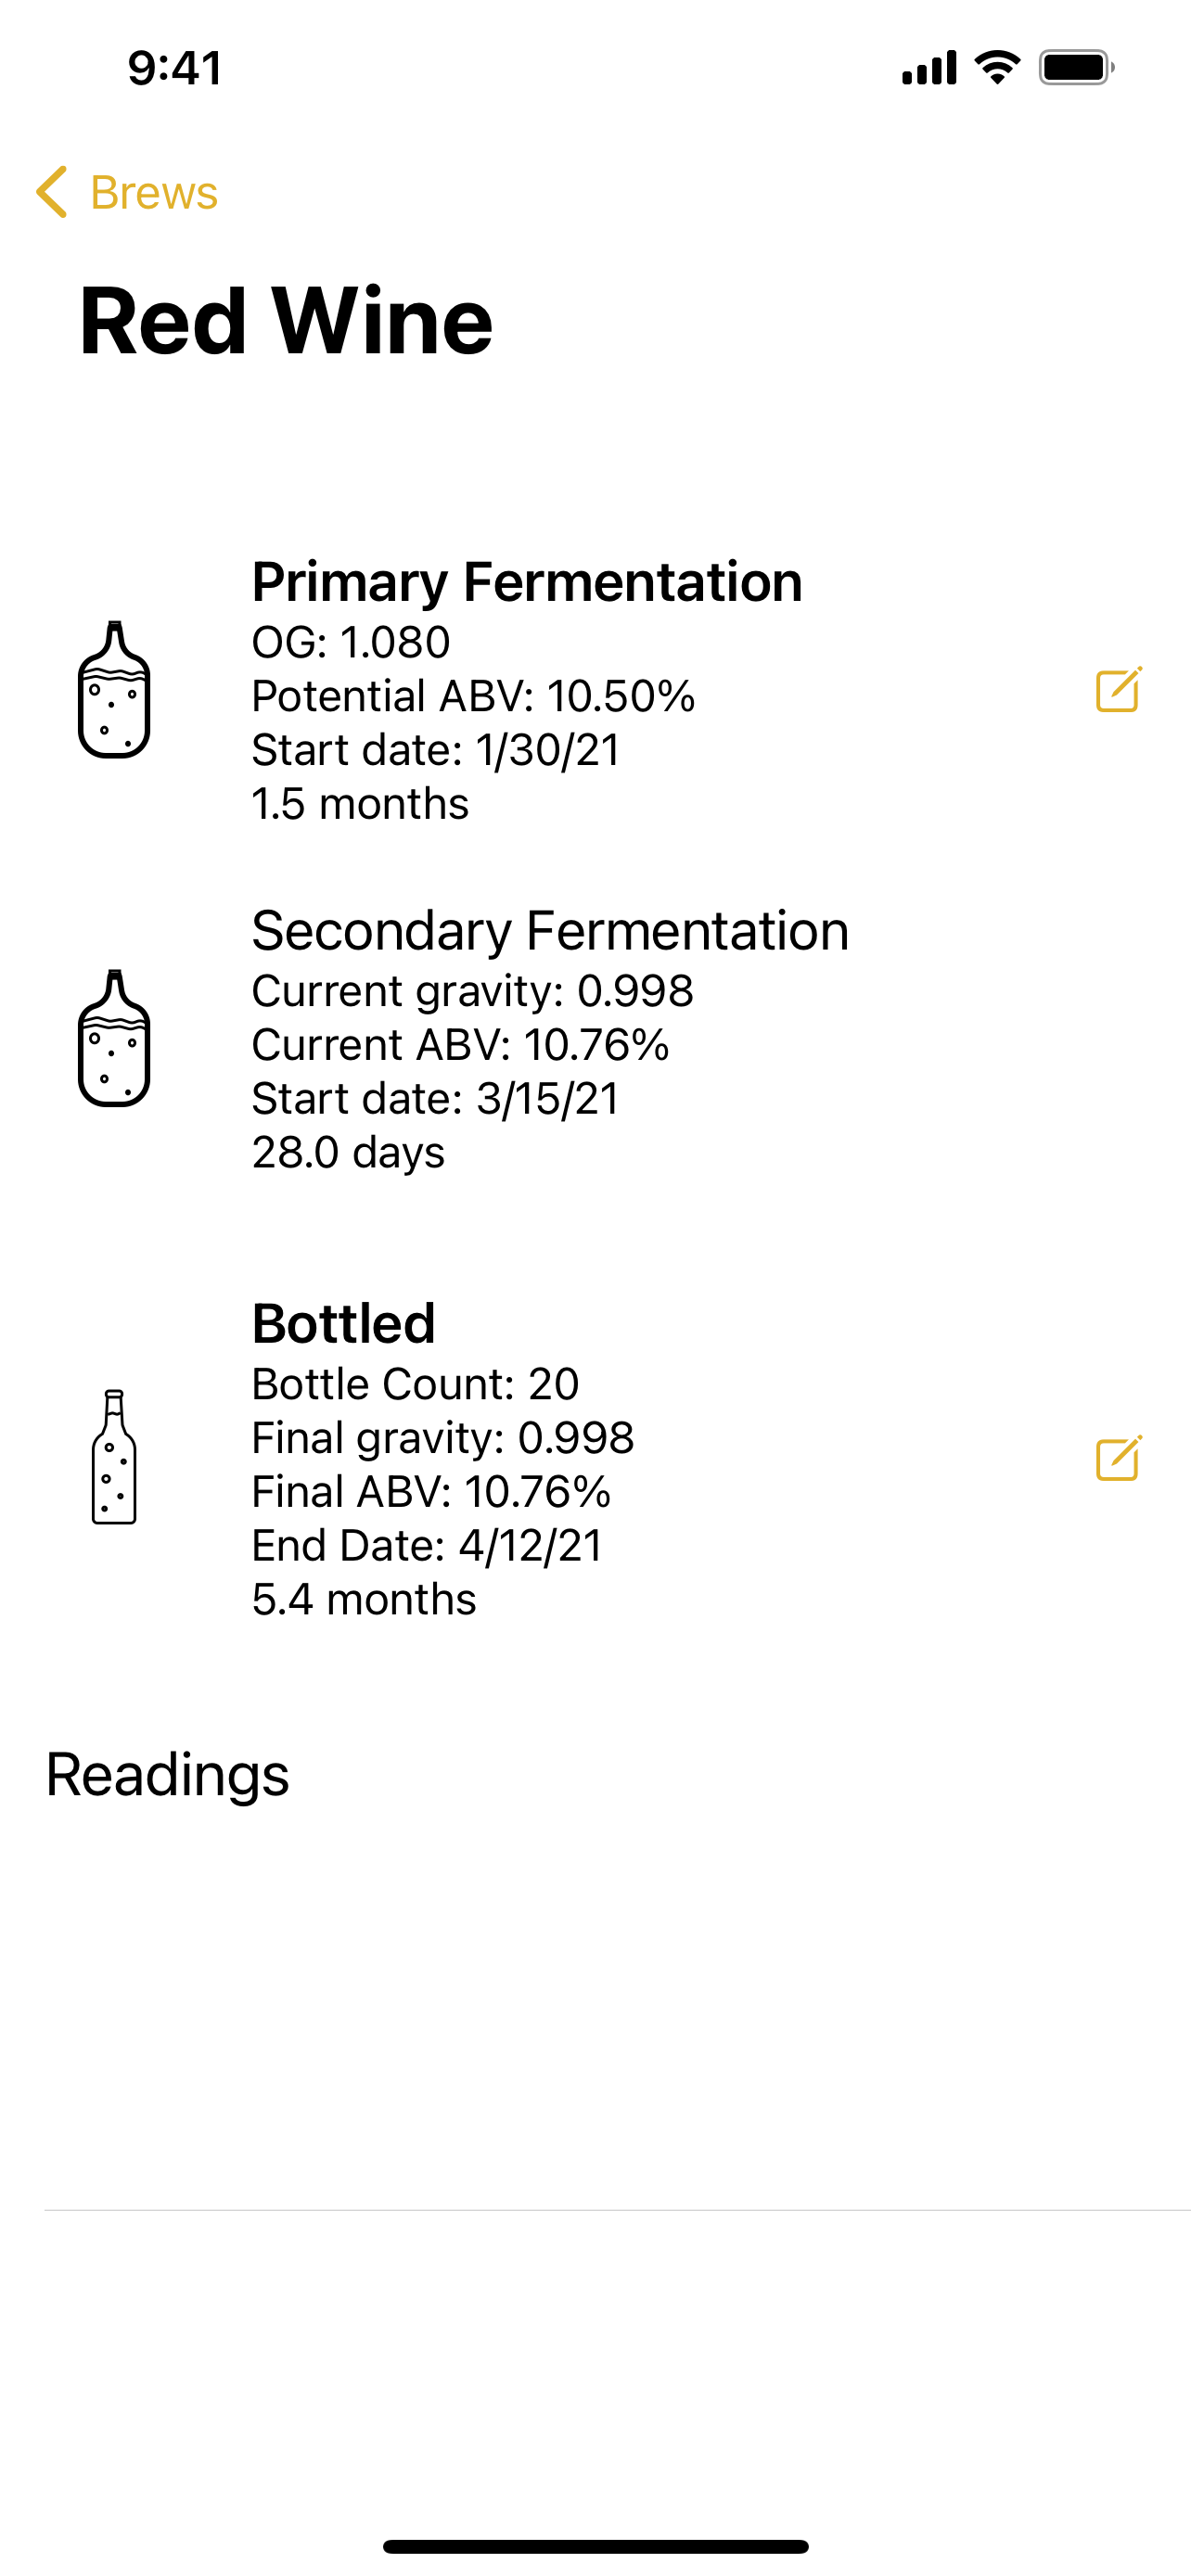 9:41
Brews
Red Wine
Primary Fermentation
OG: 1.080
Potential ABV: 10.50%
Start date: 1/30/21
1.5 months
Secondary Fermentation
Current gravity: 0.998
Current ABV: 10.76%
Start date: 3/15/21
28.0 days
Bottled
Bottle Count: 20
Final gravity: 0.998
Final ABV: 10.76%
End Date: 4/12/21
5.4 months
Readings